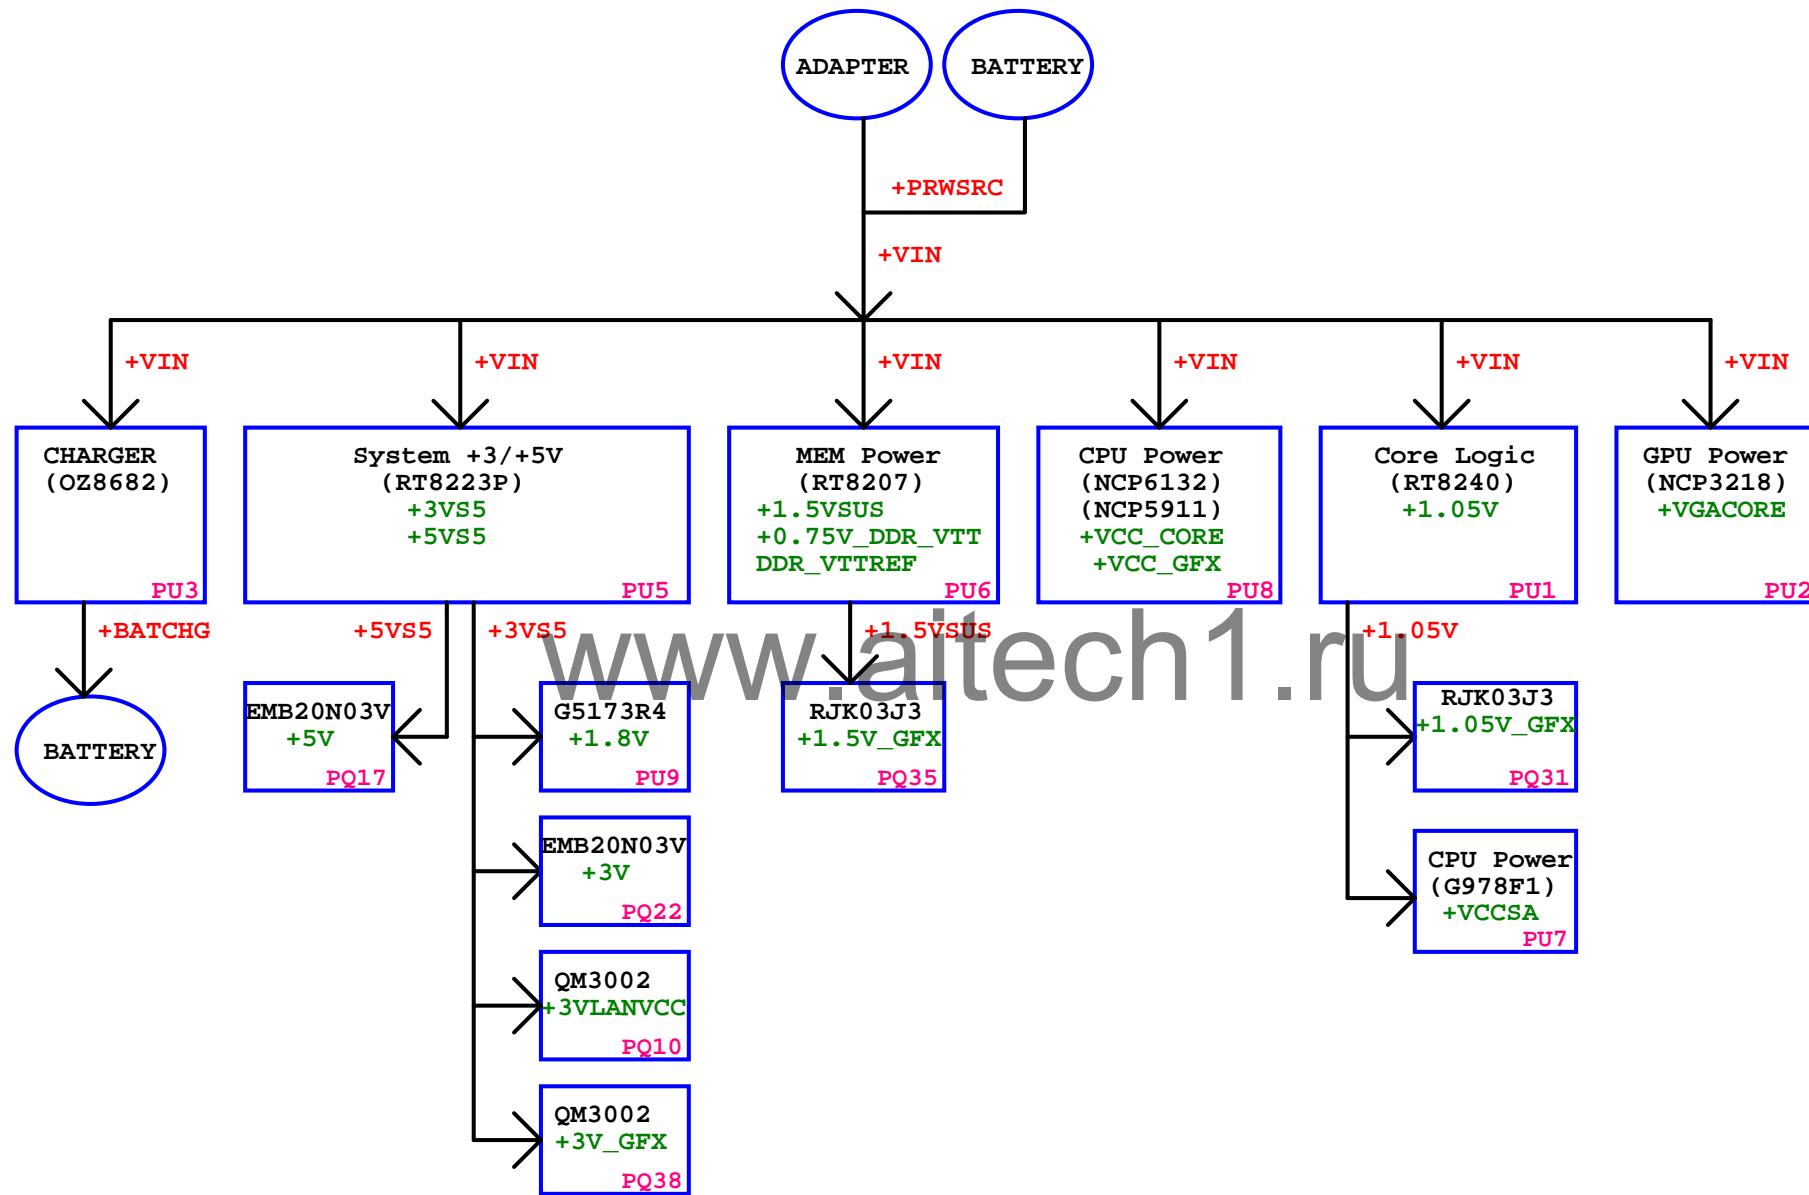 ADAPTER
BATTERY
+PRWSRC
+VIN
+VIN
+VIN
+VIN
+VIN
+VIN
+VIN
CHARGER
(OZ8682)
PU3
System +3/+5V
(RT8223P)
+3VS5
+5VS5
PU5
MEM Power
(RT8207)
+1.5VSUS
+0.75V_DDR_VTT
DDR_VTTREF
PU6
CPU Power
(NCP6132)
(NCP5911)
+VCC_CORE
+VCC_GFX
PU8
Core Logic
(RT8240)
+1.05V
PU1
GPU Power
(NCP3218)
+VGACORE
PU2
+BATCHG
+5VS5
+3VS5
+1.5VSUS
+1.05V
www.aitech1.ru
BATTERY
EMB20N03V
+5V
PQ17
G5173R4
+1.8V
PU9
RJK03J3
+1.5V_GFX
PQ35
RJK03J3
+1.05V_GFX
PQ31
EMB20N03V
+3V
PQ22
CPU Power
(G978F1)
+VCCSA
PU7
QM3002
+3VLANVCC
PQ10
QM3002
+3V_GFX
PQ38